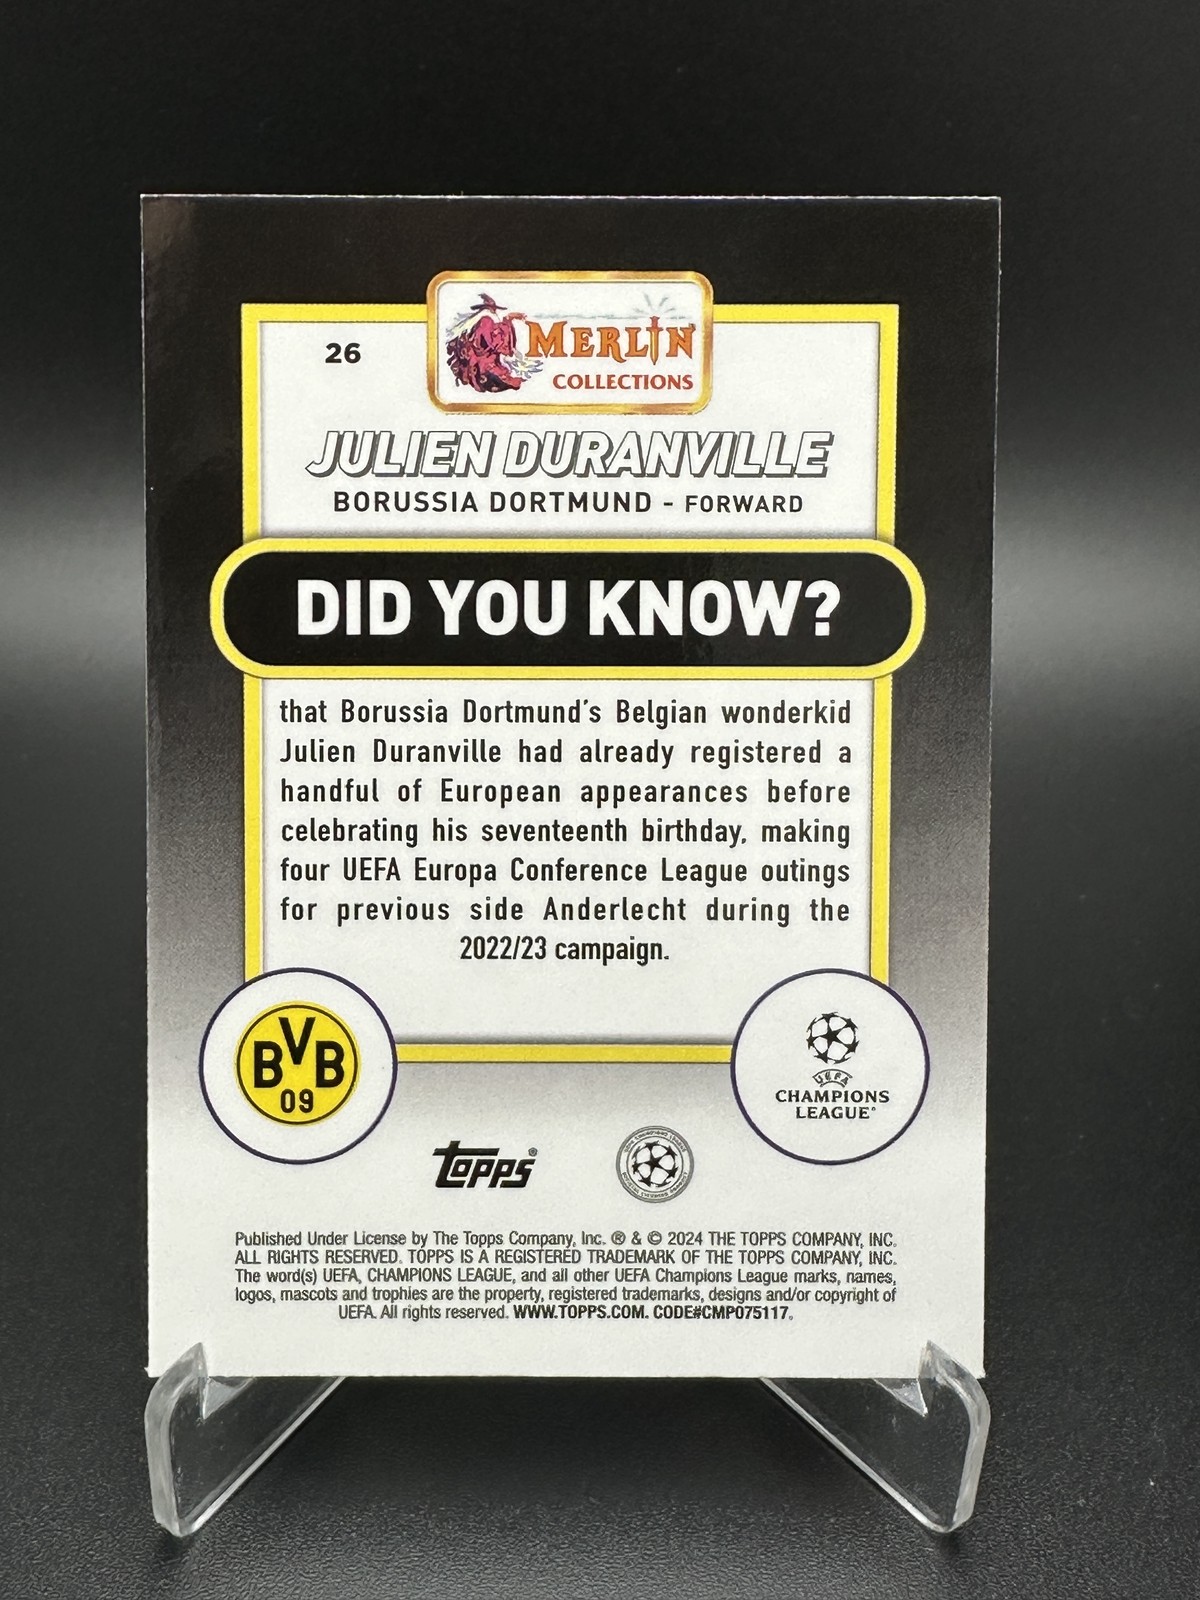 26
MERLIN
COLLECTIONS
JULIEN DURANVILLE
BORUSSIA DORTMUND - FORWARD
DID YOU KNOW?
that Borussia Dortmund's Belgian wonderkid
Julien Duranville had already registered a
handful of European appearances before
celebrating his seventeenth birthday, making
four UEFA Europa Conference League outings
for previous side Anderlecht during the
2022/23 campaign.
BVB
09
UEFA
CHAMPIONS
LEAGUE®
Topps®
Published Under License by The Topps Company, Inc. ® & © 2024 THE TOPPS COMPANY, INC.
ALL RIGHTS RESERVED. TOPPS IS A REGISTERED TRADEMARK OF THE TOPPS COMPANY, INC.
The word(s) UEFA, CHAMPIONS LEAGUE, and all other UEFA Champions League marks, names,
logos, mascots and trophies are the property, registered trademarks, designs and/or copyright of
UEFA. All rights reserved. WWW.TOPPS.COM. CODE#CMP075117.